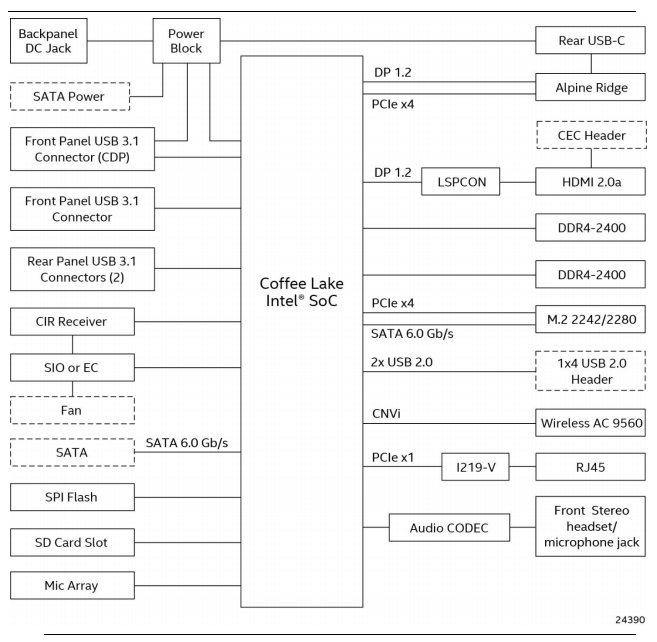 Backpanel
DC Jack
Power
Block
Rear USB-C
DP 1.2
Alpine Ridge
SATA Power
PCIe x4
CEC Header
Front Panel USB 3.1
Connector (CDP)
DP 1.2
LSPCON
HDMI 2.0a
Front Panel USB 3.1
Connector
DDR4-2400
Rear Panel USB 3.1
Connectors (2)
DDR4-2400
Coffee Lake
Intel® SoC
PCIe x4
CIR Receiver
M.2 2242/2280
SATA 6.0 Gb/s
2x USB 2.0
SIO or EC
1x4 USB 2.0
Header
Fan
CNVi
Wireless AC 9560
SATA 6.0 Gb/s
SATA
PCIe x1
I219-V
RJ45
SPI Flash
Front Stereo
headset/
microphone jack
Audio CODEC
SD Card Slot
Mic Array
24390